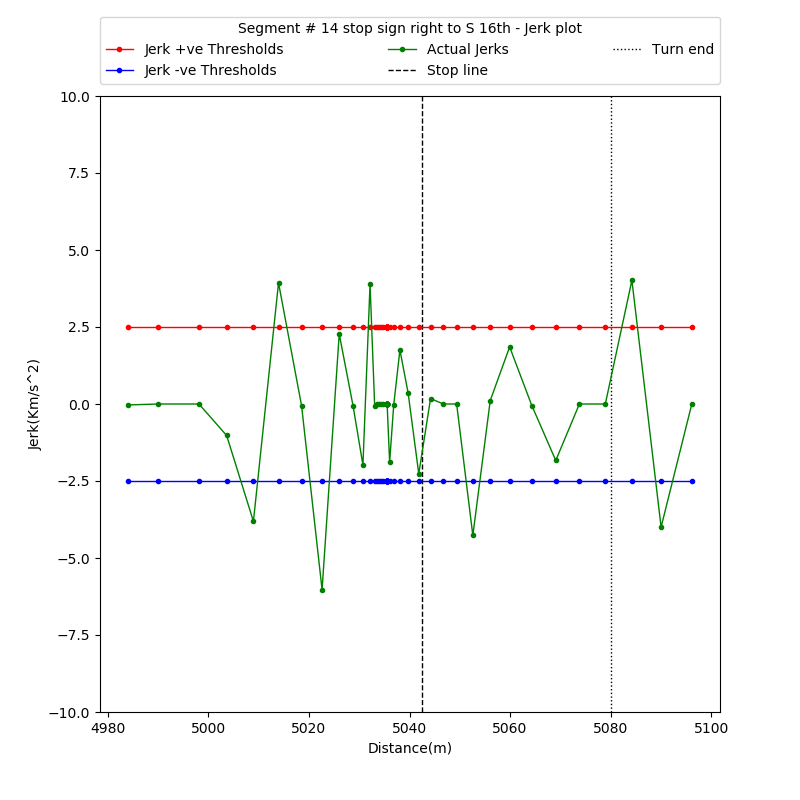 Segment # 14 stop sign right to S 16th - Jerk plot
Jerk +ve Thresholds
Jerk -ve Thresholds
Actual Jerks
Stop line
Turn end
10.0
7.5
5.0
2.5
0.0
−2.5
−5.0
−7.5
−10.0
Jerk(Km/s^2)
4980 5000 5020 5040 5060 5080 5100
Distance(m)